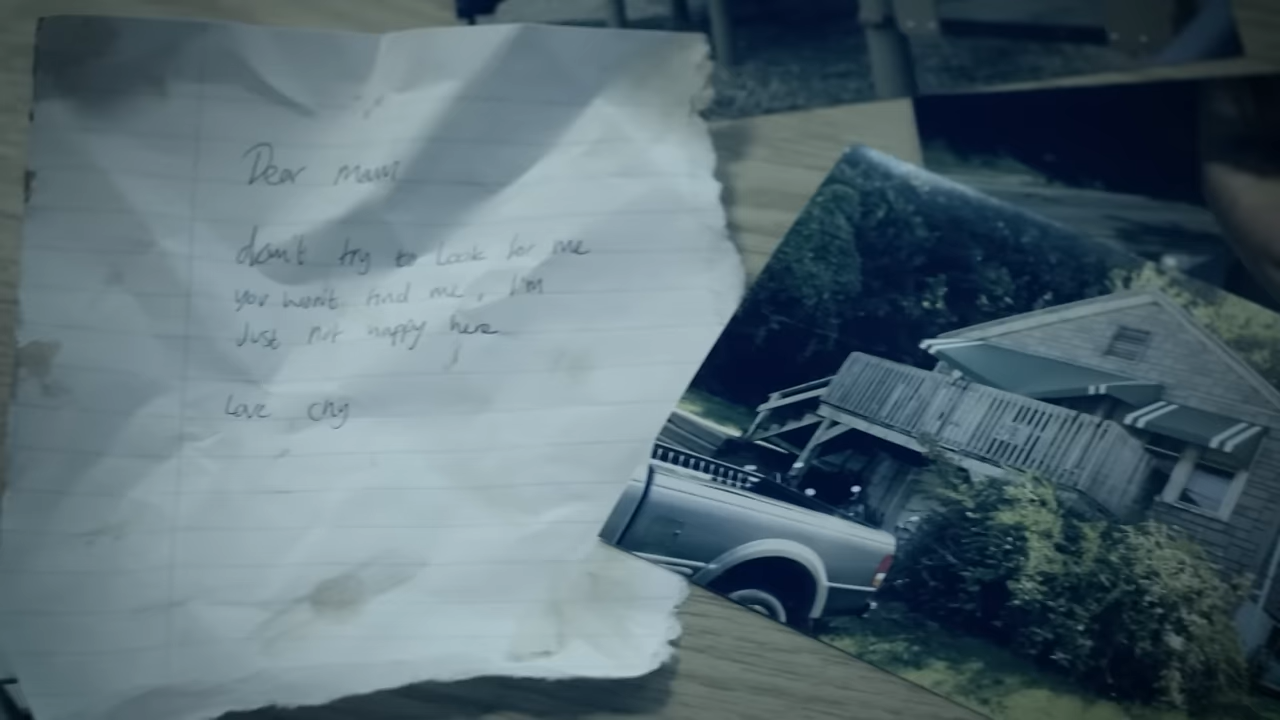 Dear mum
don't try to look for me
you won't find me, I'm
Just not happy here
Love